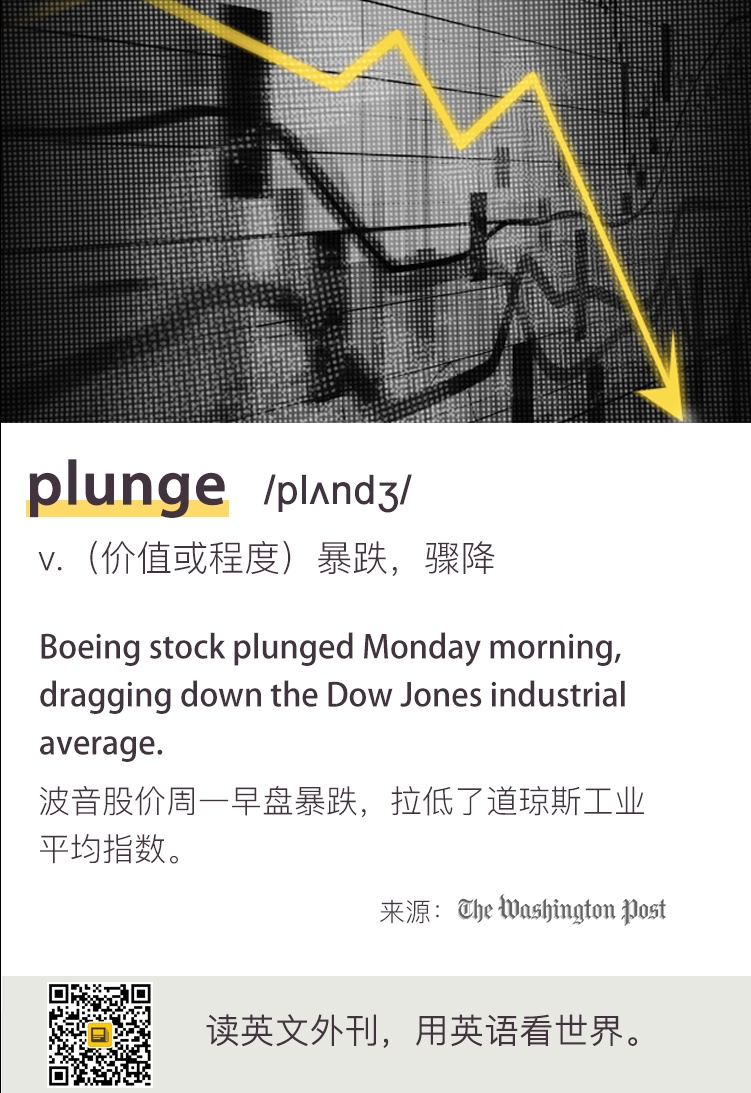 plunge /plʌndʒ/
v.（价值或程度）暴跌，骤降
Boeing stock plunged Monday morning,
dragging down the Dow Jones industrial
average.
波音股价周一早盘暴跌，拉低了道琼斯工业
平均指数。
来源：The Washington Post
读英文外刊，用英语看世界。